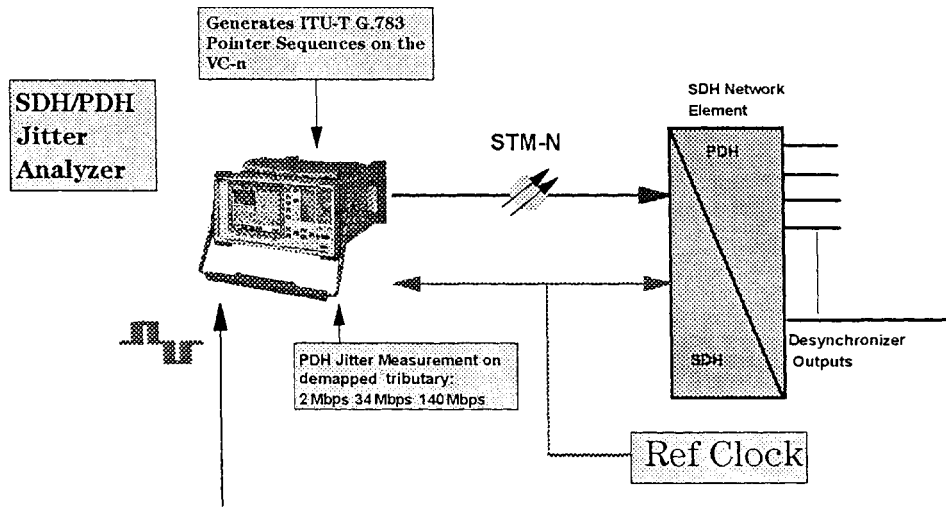 Generates ITU-T G.783
Pointer Sequences on the
VC-n
SDH/PDH
Jitter
Analyzer
SDH Network
Element
STM-N
PDH
PDH Jitter Measurement on
demapped tributary:
2 Mbps 34 Mbps 140 Mbps
SDH
Desynchronizer
Outputs
Ref Clock